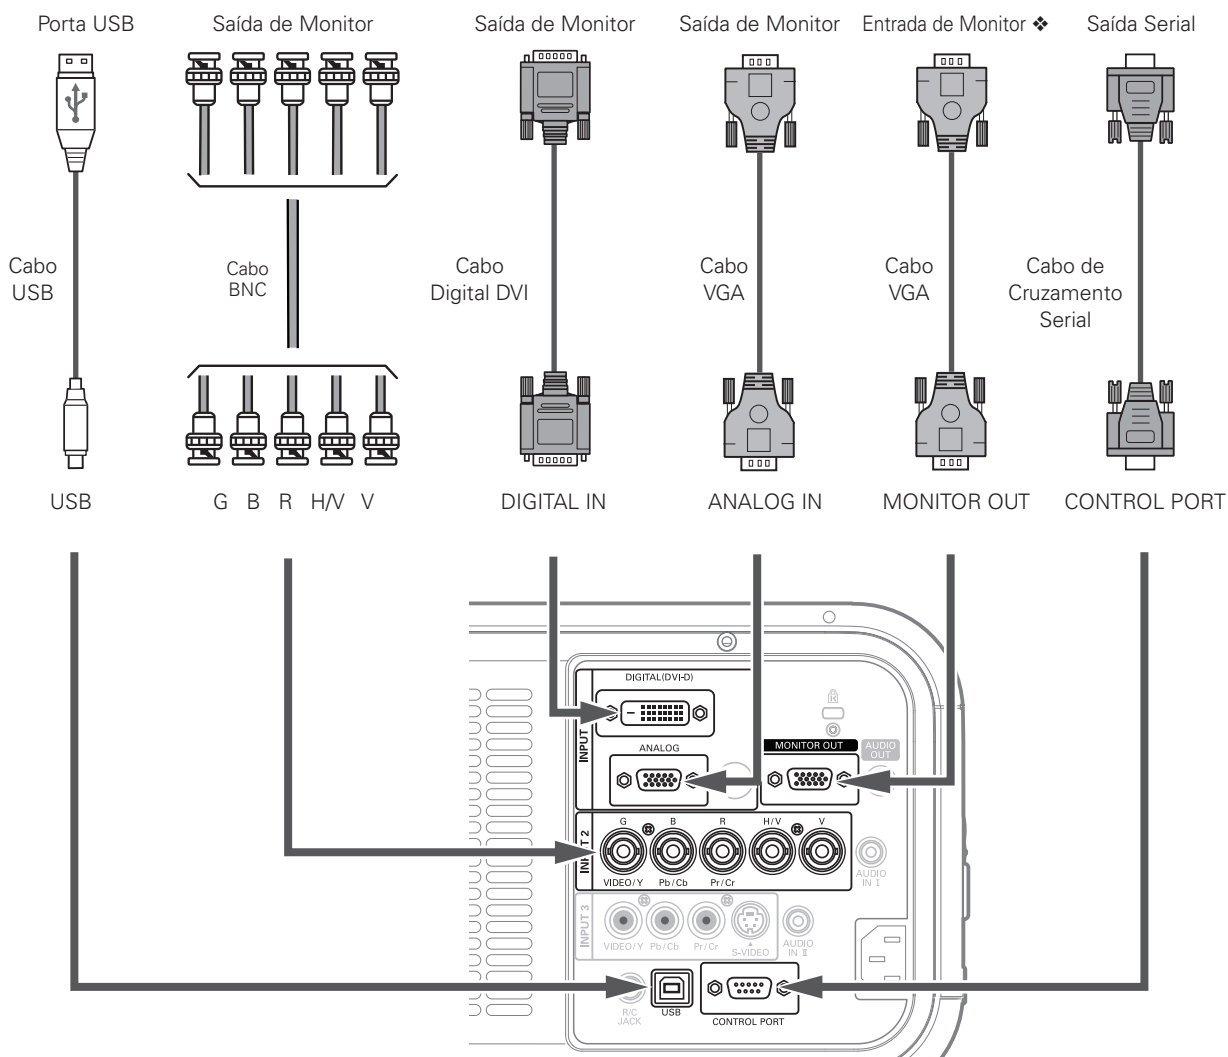 Porta USB
Saída de Monitor
Saída de Monitor
Saída de Monitor
Entrada de Monitor ❖
Saída Serial
Cabo
USB
Cabo
BNC
Cabo
Digital DVI
Cabo
VGA
Cabo
VGA
Cabo de
Cruzamento
Serial
USB
G B R H/V V
DIGITAL IN
ANALOG IN
MONITOR OUT
CONTROL PORT
DIGITAL(DVI-D)
INPUT
ANALOG
K
MONITOR OUT
AUDIO
OUT
INPUT 2
G B R H/V V
VIDEO/Y Pb/Cb Pr/Cr
AUDIO
IN I
INPUT 3
VIDEO/Y Pb/Cb Pr/Cr
S-VIDEO
AUDIO
IN II
R/C
JACK
USB
CONTROL PORT